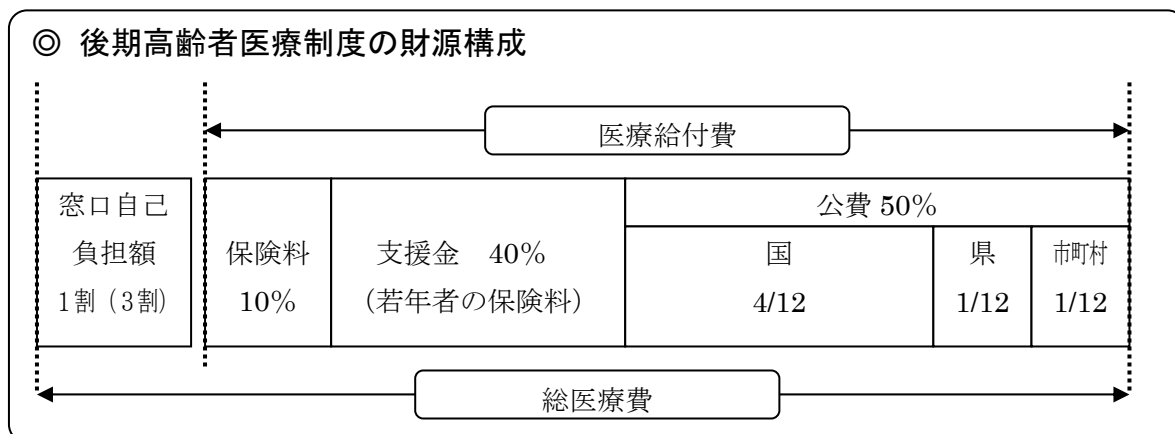 ◎ 後期高齢者医療制度の財源構成
医療給付費
窓口自己
負担額
1割（3割）
保険料
10%
支援金　40%
（若年者の保険料）
公費 50%
国
4/12
県
1/12
市町村
1/12
総医療費